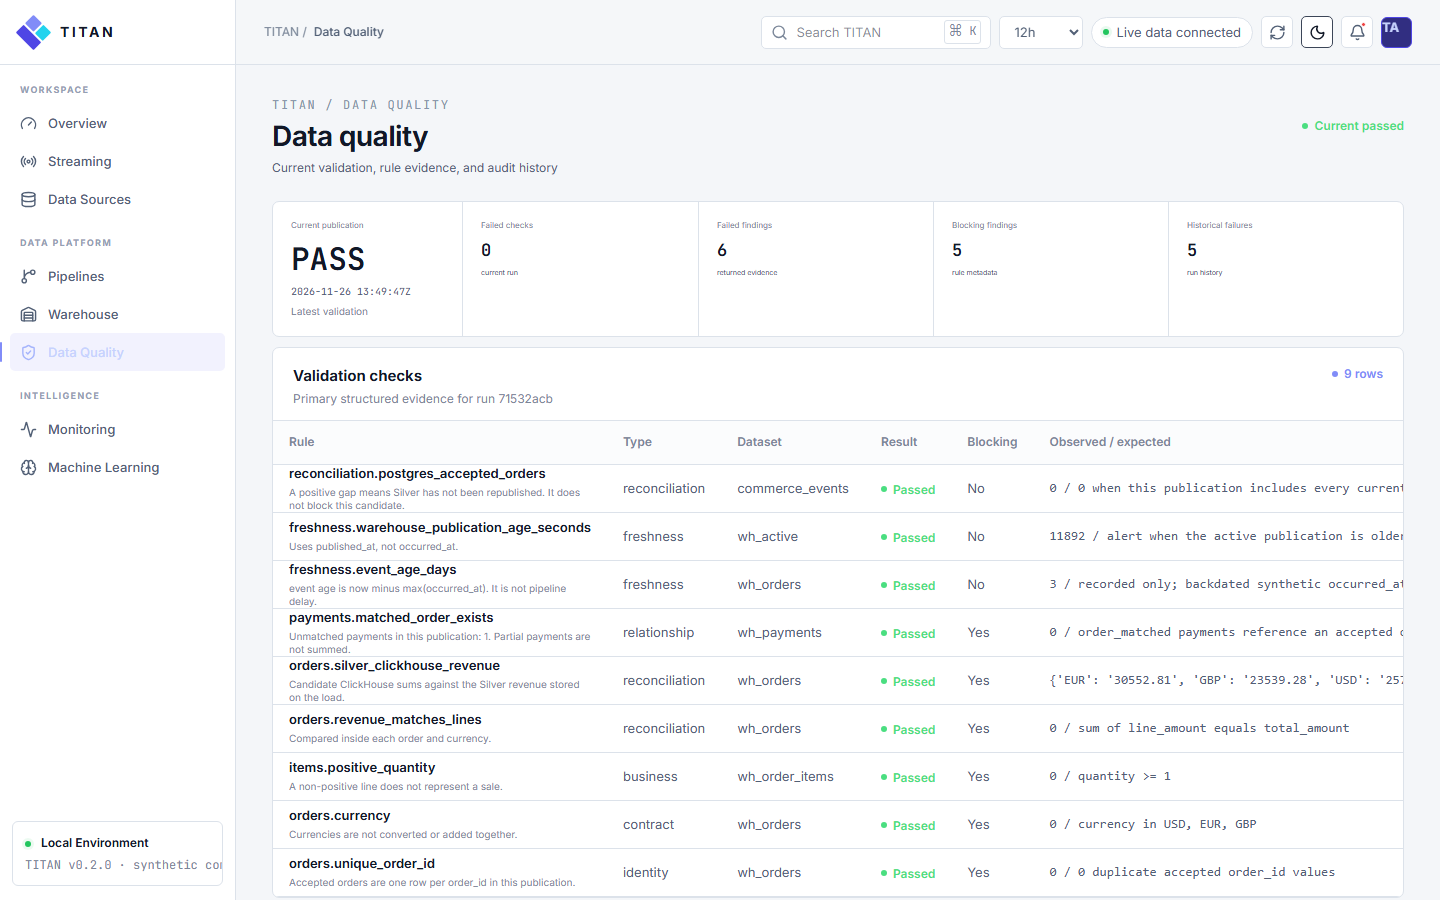 TITAN
TITAN / Data Quality
Search TITAN
⌘ K
12h
Live data connected
TA
WORKSPACE
Overview
Streaming
Data Sources
DATA PLATFORM
Pipelines
Warehouse
Data Quality
INTELLIGENCE
Monitoring
Machine Learning
Local Environment
TITAN v0.2.0 · synthetic
TITAN / DATA QUALITY
Data quality
Current validation, rule evidence, and audit history
Current passed
Current publication
PASS
2026-11-26 13:49:47Z
Latest validation
Failed checks
0
current run
Failed findings
6
returned evidence
Blocking findings
5
rule metadata
Historical failures
5
run history
Validation checks
Primary structured evidence for run 71532acb
9 rows
Rule Type Dataset Result Blocking Observed / expected
reconciliation.postgres_accepted_orders
A positive gap means Silver has not been republished. It does
not block this candidate.
reconciliation commerce_events Passed No 0 / 0 when this publication includes every current
freshness.warehouse_publication_age_seconds
Uses published_at, not occurred_at.
freshness wh_active Passed No 11892 / alert when the active publication is older
freshness.event_age_days
event age is now minus max(occurred_at). It is not pipeline
delay.
freshness wh_orders Passed No 3 / recorded only; backdated synthetic occurred_at
payments.matched_order_exists
Unmatched payments in this publication: 1. Partial payments are
not summed.
relationship wh_payments Passed Yes 0 / order_matched payments reference an accepted
orders.silver_clickhouse_revenue
Candidate ClickHouse sums against the Silver revenue stored
on the load.
reconciliation wh_orders Passed Yes {'EUR': '30552.81', 'GBP': '23539.28', 'USD': '257
orders.revenue_matches_lines
Compared inside each order and currency.
reconciliation wh_orders Passed Yes 0 / sum of line_amount equals total_amount
items.positive_quantity
A non-positive line does not represent a sale.
business wh_order_items Passed Yes 0 / quantity >= 1
orders.currency
Currencies are not converted or added together.
contract wh_orders Passed Yes 0 / currency in USD, EUR, GBP
orders.unique_order_id
Accepted orders are one row per order_id in this publication.
identity wh_orders Passed Yes 0 / 0 duplicate accepted order_id values